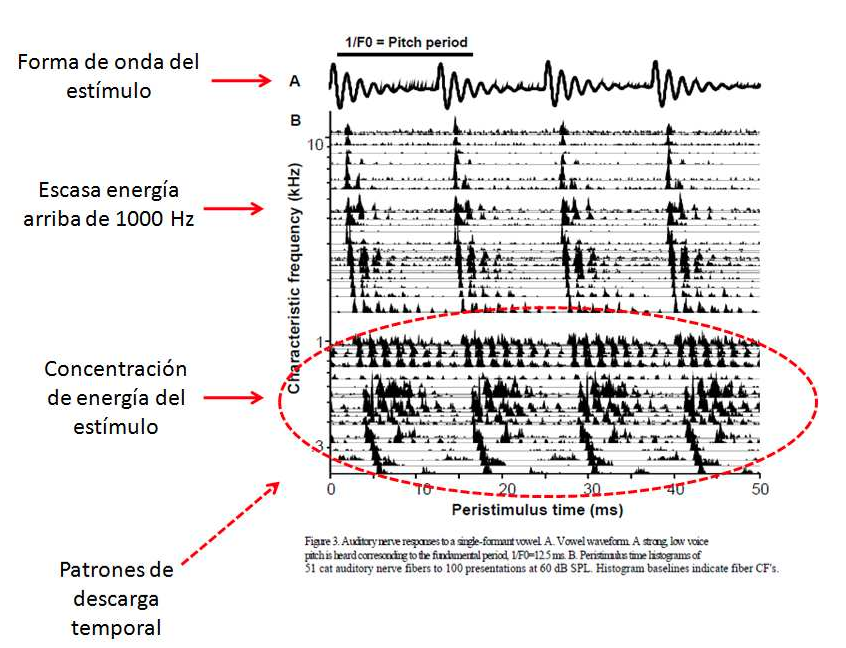 1/F0 = Pitch period
Forma de onda del
estímulo
A
B
10
Escasa energía
arriba de 1000 Hz
Characteristic frequency (kHz)
1
Concentración
de energía del
estímulo
.3
0 10 20 30 40 50
Peristimulus time (ms)
Figure 3. Auditory nerve responses to a single-formant vowel. A. Vowel waveform. A strong, low voice
pitch is heard corresonding to the fundamental period, 1/F0=12.5 ms. B. Peristimulus time histograms of
51 cat auditory nerve fibers to 100 presentations at 60 dB SPL. Histogram baselines indicate fiber CF's.
Patrones de
descarga
temporal